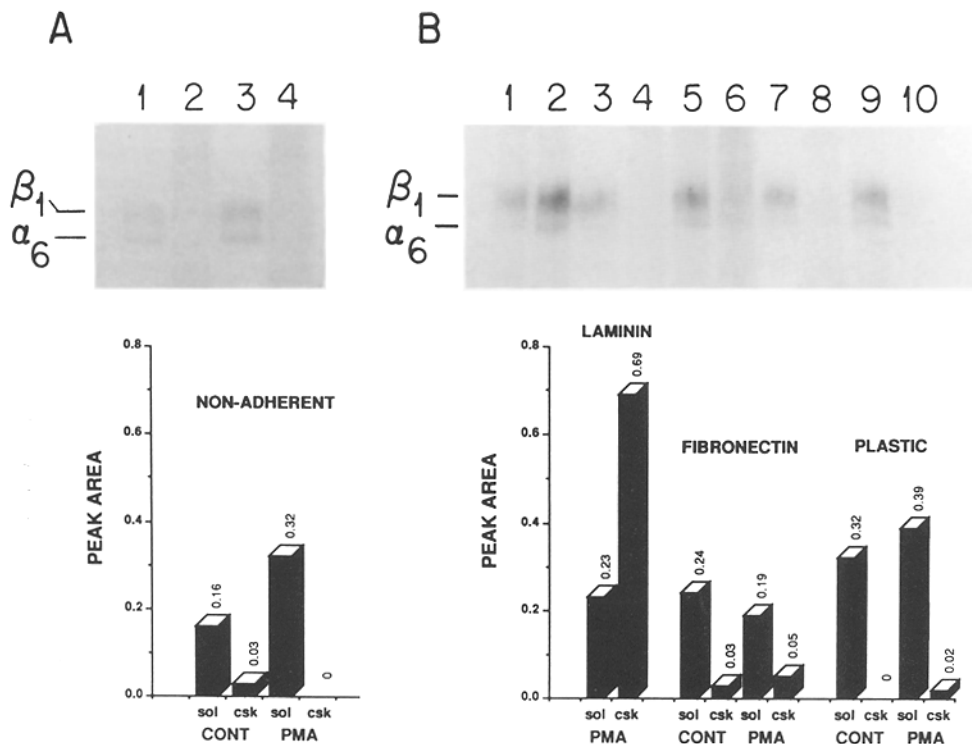 A
B
1 2 3 4
1 2 3 4 5 6 7 8 9 10
β1
α6
β1
α6
0.8
0.6
0.4
0.2
0.0
PEAK AREA
NON-ADHERENT
0.16
0.03
0.32
0
sol csk sol csk
CONT PMA
0.8
0.6
0.4
0.2
0.0
PEAK AREA
LAMININ
FIBRONECTIN
PLASTIC
0.23
0.69
0.24
0.03
0.19
0.05
0.32
0
0.39
0.02
sol csk sol csk sol csk sol csk sol csk
PMA CONT PMA CONT PMA